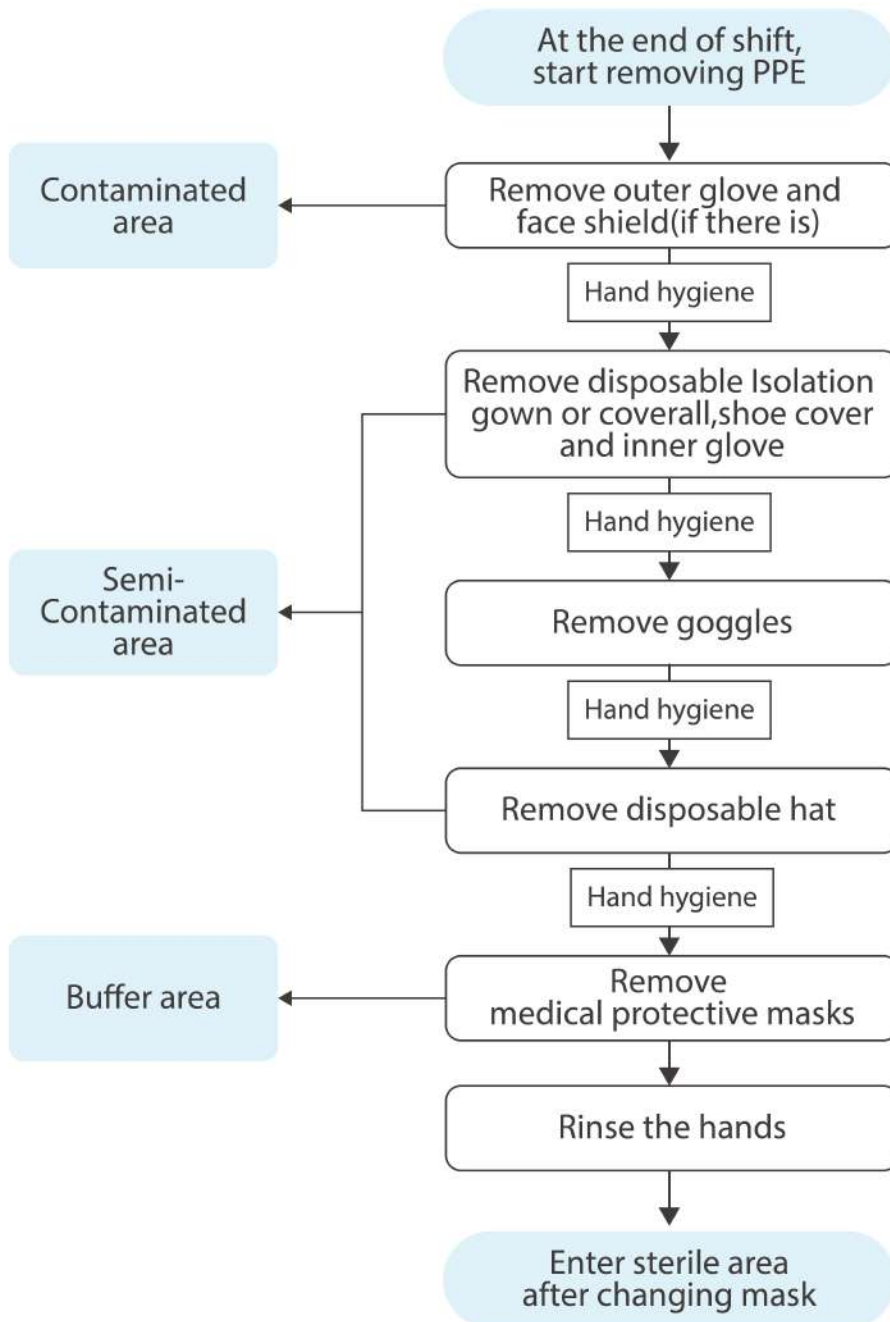 At the end of shift,
start removing PPE
Contaminated
area
Remove outer glove and
face shield(if there is)
Hand hygiene
Remove disposable Isolation
gown or coverall,shoe cover
and inner glove
Hand hygiene
Semi-
Contaminated
area
Remove goggles
Hand hygiene
Remove disposable hat
Hand hygiene
Buffer area
Remove
medical protective masks
Rinse the hands
Enter sterile area
after changing mask